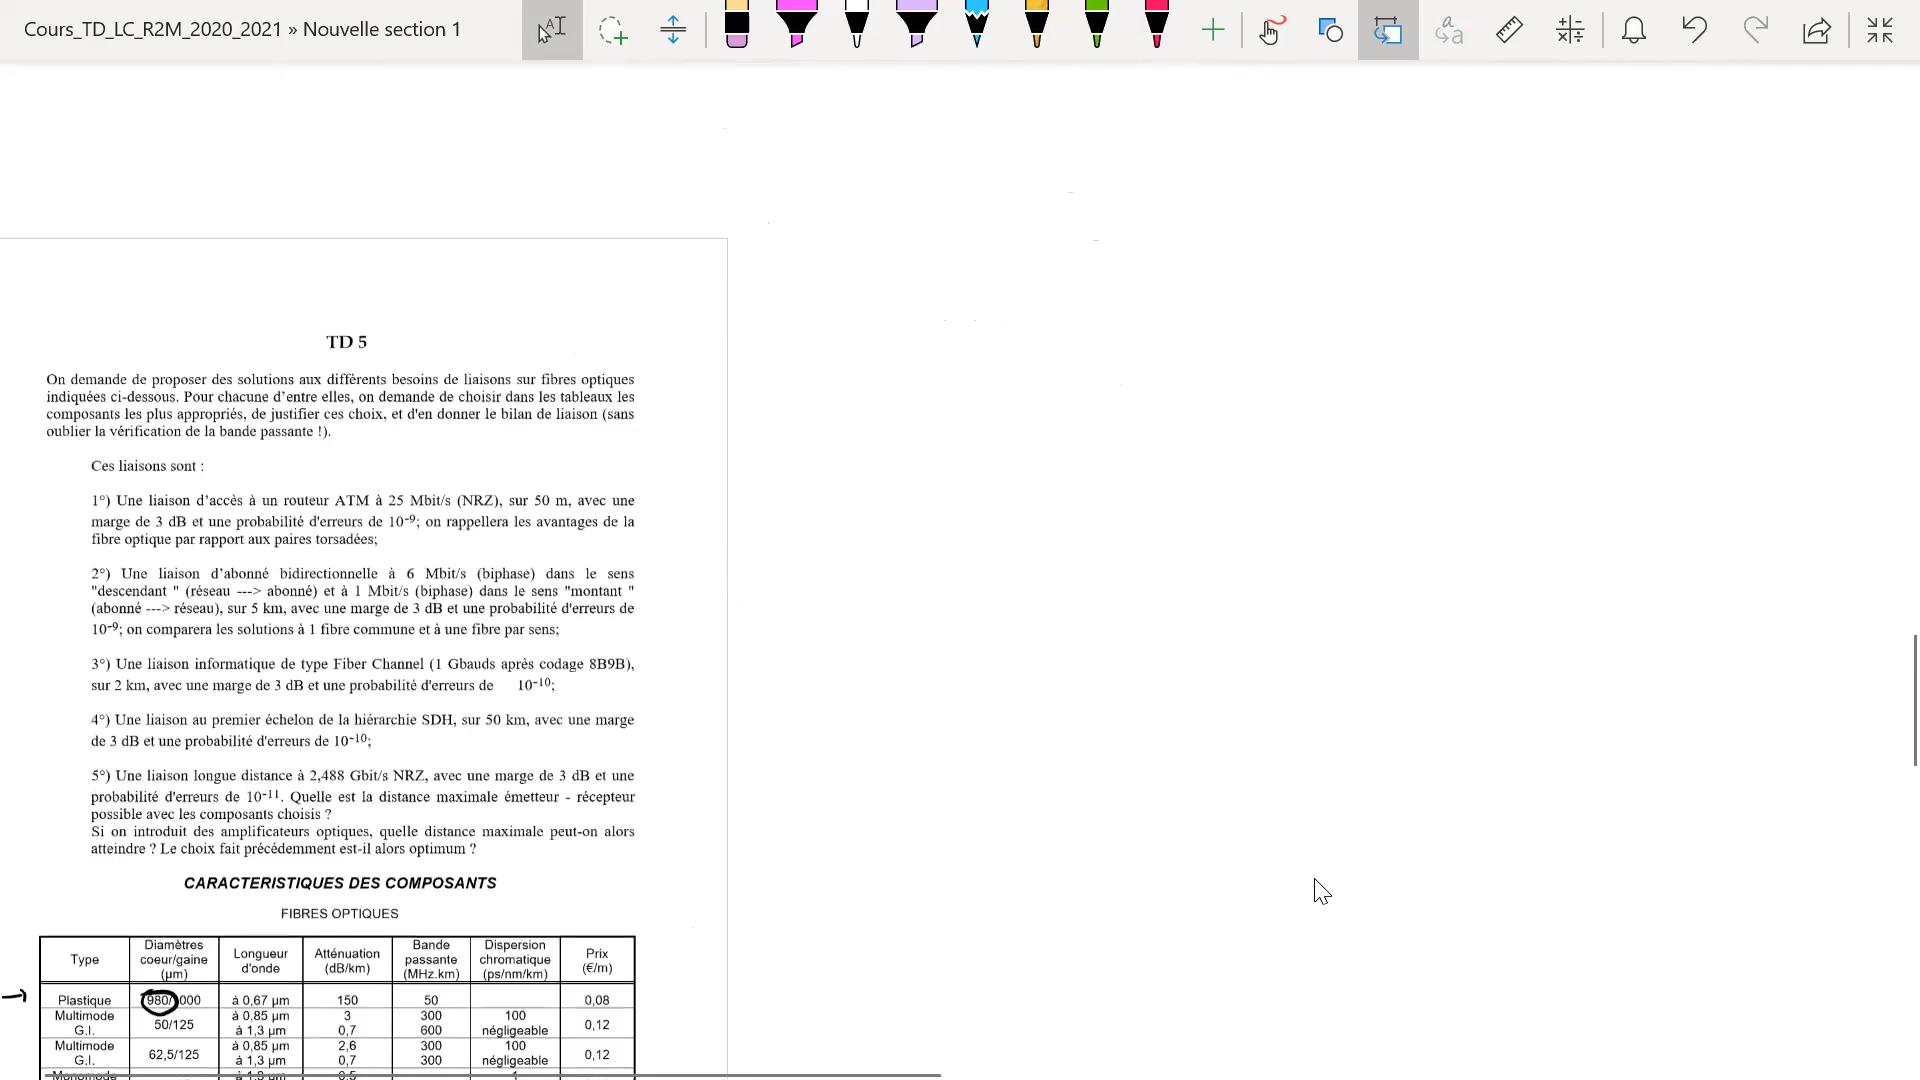 Cours_TD_LC_R2M_2020_2021 » Nouvelle section 1
TD 5
On demande de proposer des solutions aux différents besoins de liaisons sur fibres optiques
indiquées ci-dessous. Pour chacune d'entre elles, on demande de choisir dans les tableaux les
composants les plus appropriés, de justifier ces choix, et d'en donner le bilan de liaison (sans
oublier la vérification de la bande passante !).
Ces liaisons sont :
1°) Une liaison d'accès à un routeur ATM à 25 Mbit/s (NRZ), sur 50 m, avec une
marge de 3 dB et une probabilité d'erreurs de 10⁻⁹; on rappellera les avantages de la
fibre optique par rapport aux paires torsadées;
2°) Une liaison d'abonné bidirectionnelle à 6 Mbit/s (biphase) dans le sens
"descendant " (réseau ---> abonné) et à 1 Mbit/s (biphase) dans le sens "montant "
(abonné ---> réseau), sur 5 km, avec une marge de 3 dB et une probabilité d'erreurs de
10⁻⁹; on comparera les solutions à 1 fibre commune et à une fibre par sens;
3°) Une liaison informatique de type Fiber Channel (1 Gbauds après codage 8B9B),
sur 2 km, avec une marge de 3 dB et une probabilité d'erreurs de 10⁻¹⁰;
4°) Une liaison au premier échelon de la hiérarchie SDH, sur 50 km, avec une marge
de 3 dB et une probabilité d'erreurs de 10⁻¹⁰;
5°) Une liaison longue distance à 2,488 Gbit/s NRZ, avec une marge de 3 dB et une
probabilité d'erreurs de 10⁻¹¹. Quelle est la distance maximale émetteur - récepteur
possible avec les composants choisis ?
Si on introduit des amplificateurs optiques, quelle distance maximale peut-on alors
atteindre ? Le choix fait précédemment est-il alors optimum ?
CARACTERISTIQUES DES COMPOSANTS
FIBRES OPTIQUES
Type Diamètres coeur/gaine (µm) Longueur d'onde Atténuation (dB/km) Bande passante (MHz.km) Dispersion chromatique (ps/nm/km) Prix (€/m)
Plastique 980/1000 à 0,67 µm 150 50 0,08
Multimode G.I. 50/125 à 0,85 µm 3 300 100 0,12
à 1,3 µm 0,7 600 négligeable
Multimode G.I. 62,5/125 à 0,85 µm 2,6 300 100 0,12
à 1,3 µm 0,7 300 négligeable
Monomode